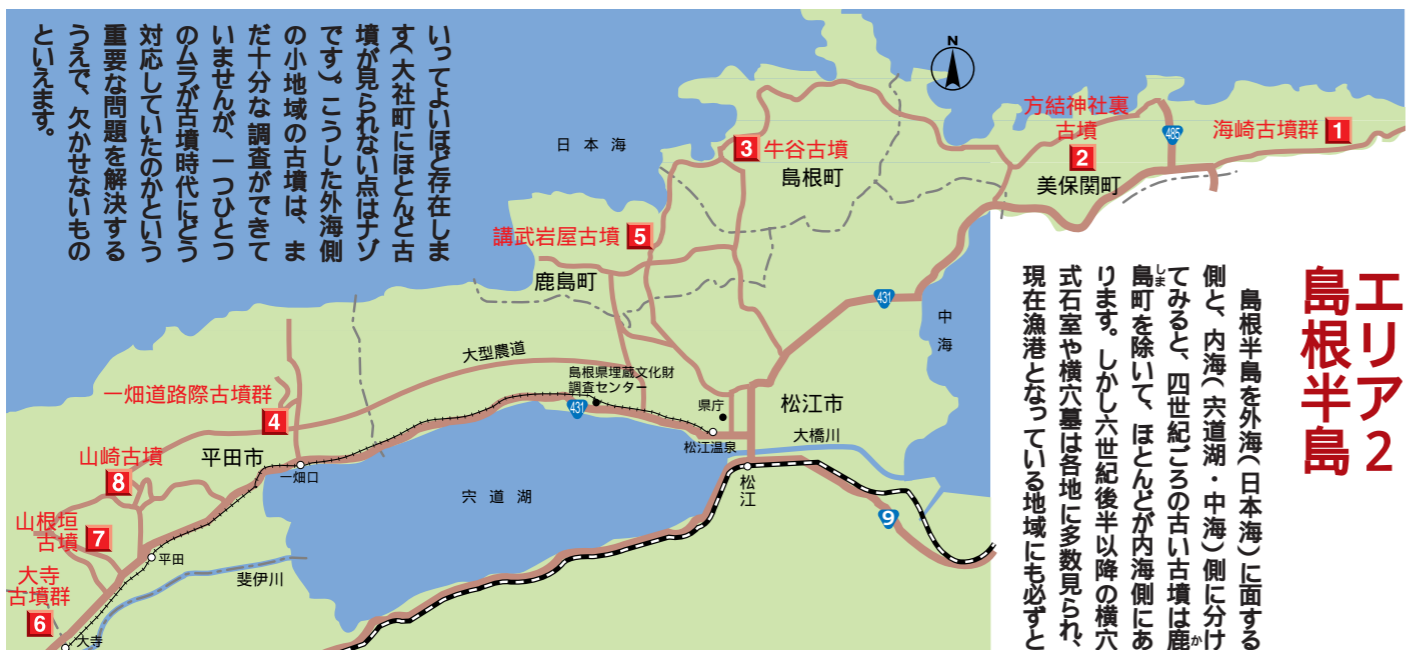 エリア2
島根半島
島根半島を外海(日本海)に面する
側と、内海(宍道湖・中海)側に分け
てみると、四世紀ごろの古い古墳は鹿
島町を除いて、ほとんどが内海側にあ
ります。しかし六世紀後半以降の横穴
式石室や横穴墓は各地に多数見られ、
現在漁港となっている地域にも必ずと
か
しま
いってよいほど存在しま
す(大社町にほとんど古
墳が見られない点はナゾ
です)。こうした外海側
の小地域の古墳は、ま
だ十分な調査ができて
いませんが、一つひとつ
のムラが古墳時代にどう
対応していたのかという
重要な問題を解決する
うえで、欠かせないもの
といえます。
N
日本海
方結神社裏
古墳
2
485
海崎古墳群 1
美保関町
3 牛谷古墳
島根町
講武岩屋古墳 5
鹿島町
431
中海
大型農道
島根県埋蔵文化財
調査センター
431
県庁
松江市
松江温泉
大橋川
松江
9
一畑道路際古墳群
4
山崎古墳
8
平田市
一畑口
宍道湖
山根垣
古墳
7
平田
斐伊川
大寺
古墳群
6
大寺